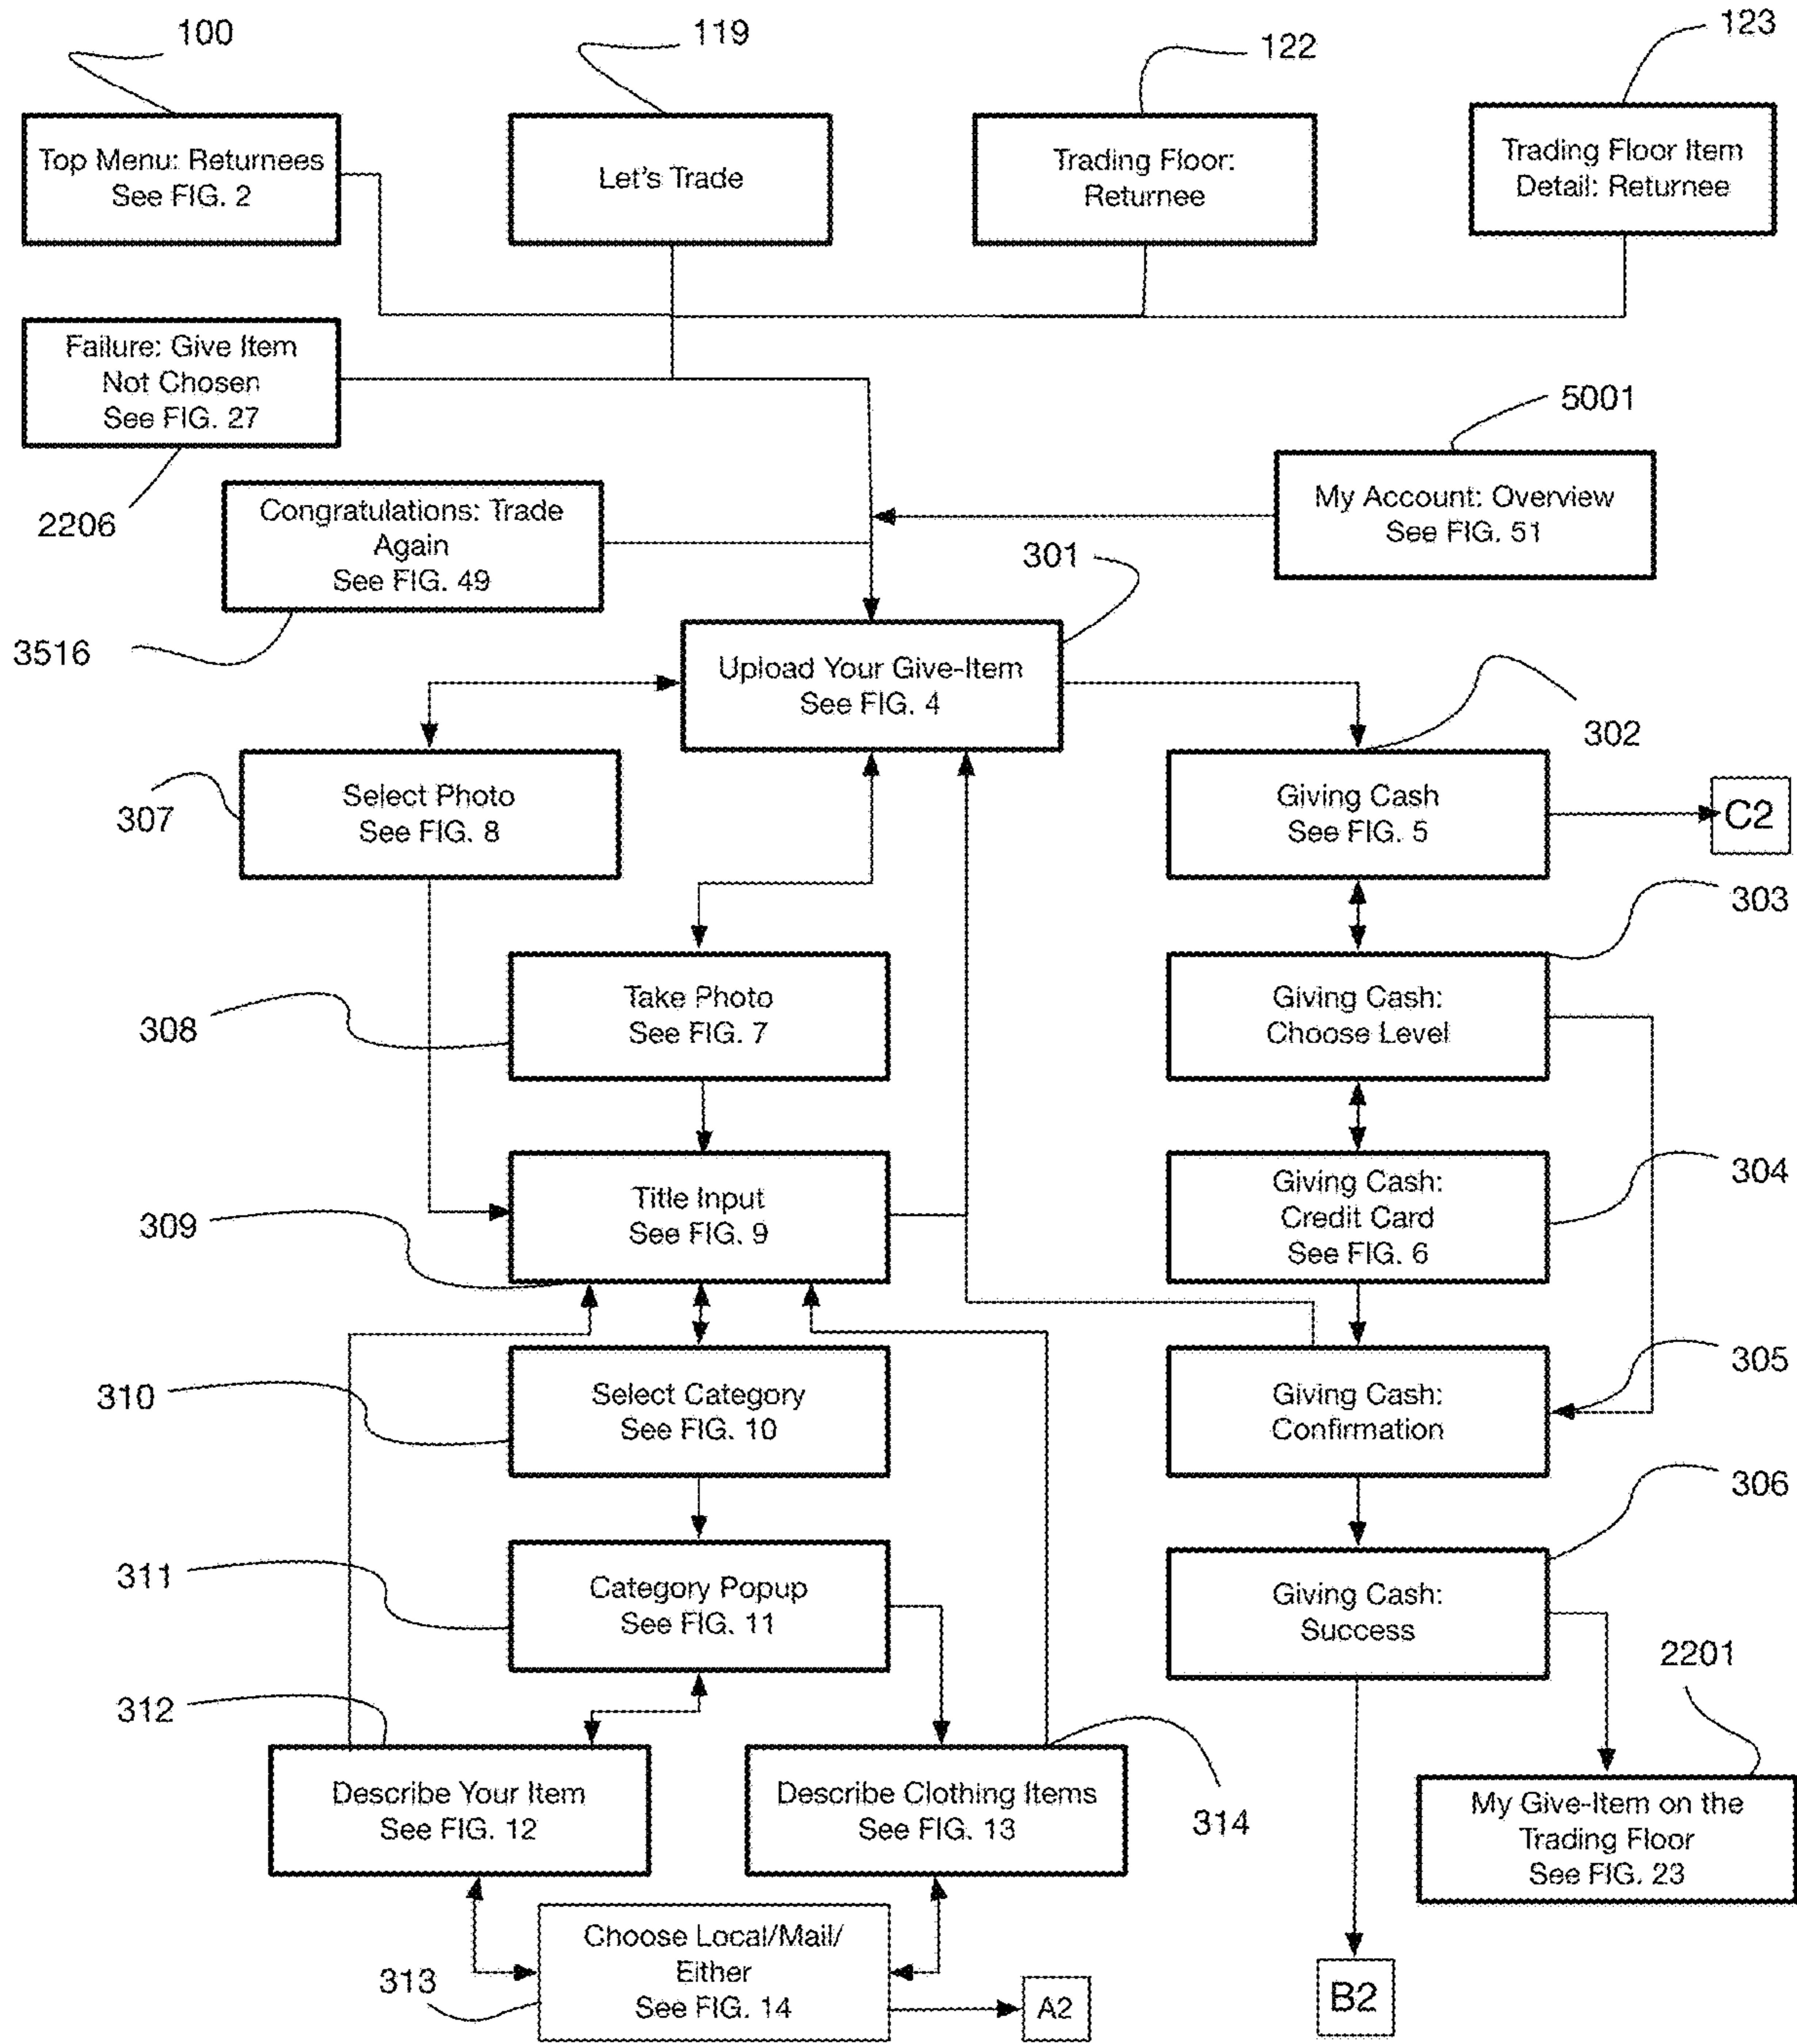 100
119
122
123
Top Menu: Returnees
See FIG. 2
Let's Trade
Trading Floor:
Returnee
Trading Floor Item
Detail: Returnee
Failure: Give Item
Not Chosen
See FIG. 27
2206
5001
My Account: Overview
See FIG. 51
Congratulations: Trade
Again
See FIG. 49
3516
301
Upload Your Give-Item
See FIG. 4
302
307
Select Photo
See FIG. 8
Giving Cash
See FIG. 5
C2
303
308
Take Photo
See FIG. 7
Giving Cash:
Choose Level
309
Title Input
See FIG. 9
Giving Cash:
Credit Card
See FIG. 6
304
310
Select Category
See FIG. 10
Giving Cash:
Confirmation
305
306
311
Category Popup
See FIG. 11
Giving Cash:
Success
2201
312
Describe Your Item
See FIG. 12
Describe Clothing Items
See FIG. 13
314
My Give-Item on the
Trading Floor
See FIG. 23
313
Choose Local/Mail/
Either
See FIG. 14
A2
B2